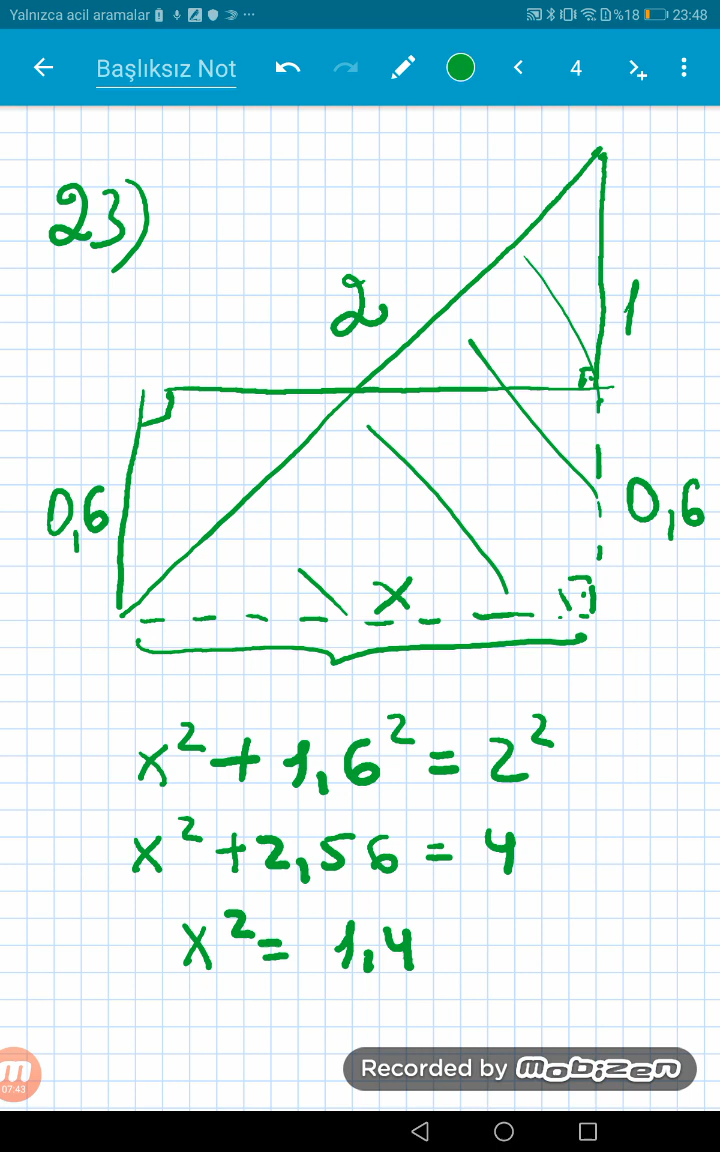 Yalnızca acil aramalar ... %18 23:48
Başlıksız Not 4
23)
2
1
0,6
0,6
x
x² + 1,6² = 2²
x² + 2,56 = 4
x² = 1,4
Recorded by mobizen
m
07:43